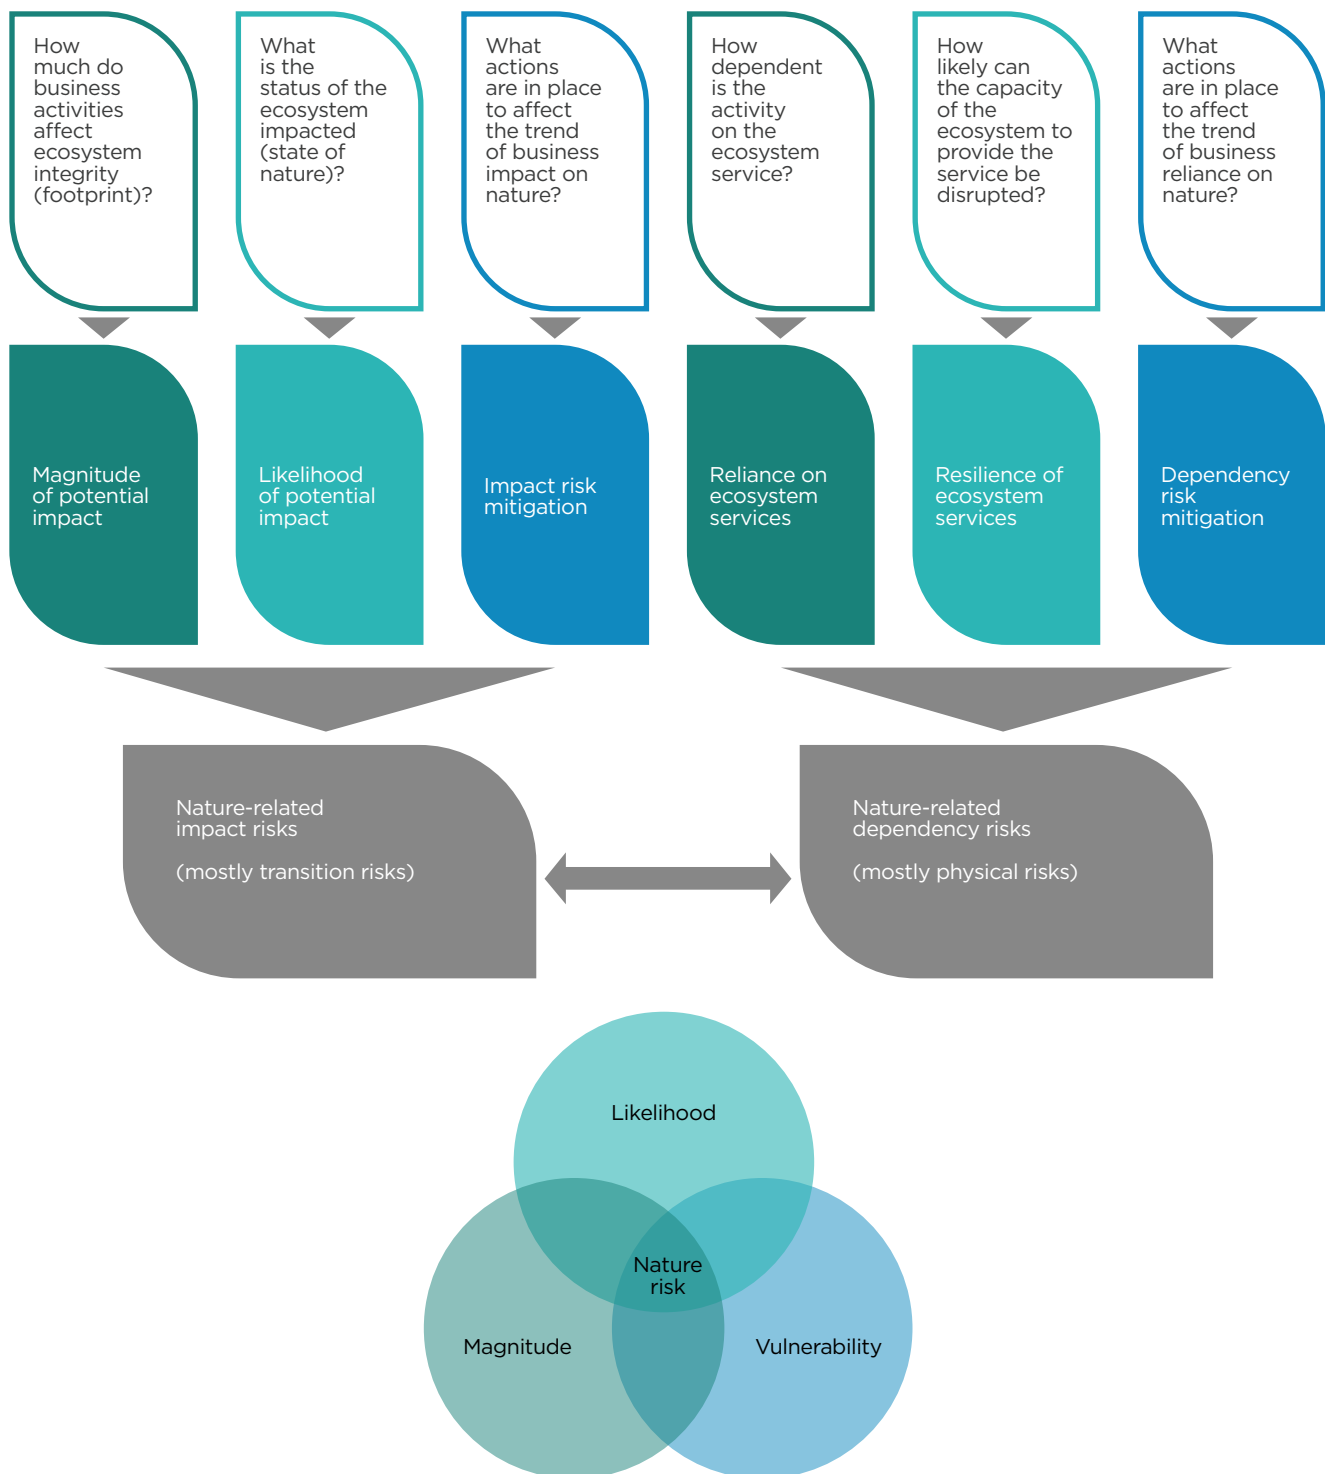 How
much do
business
activities
affect
ecosystem
integrity
(footprint)?
What
is the
status of the
ecosystem
impacted
(state of
nature)?
What
actions
are in place
to affect
the trend
of business
impact on
nature?
How
dependent
is the
activity
on the
ecosystem
service?
How
likely can
the capacity
of the
ecosystem to
provide the
service be
disrupted?
What
actions
are in place
to affect
the trend
of business
reliance on
nature?
Magnitude
of potential
impact
Likelihood
of potential
impact
Impact risk
mitigation
Reliance on
ecosystem
services
Resilience of
ecosystem
services
Dependency
risk
mitigation
Nature-related
impact risks
(mostly transition risks)
Nature-related
dependency risks
(mostly physical risks)
Likelihood
Nature
risk
Magnitude
Vulnerability